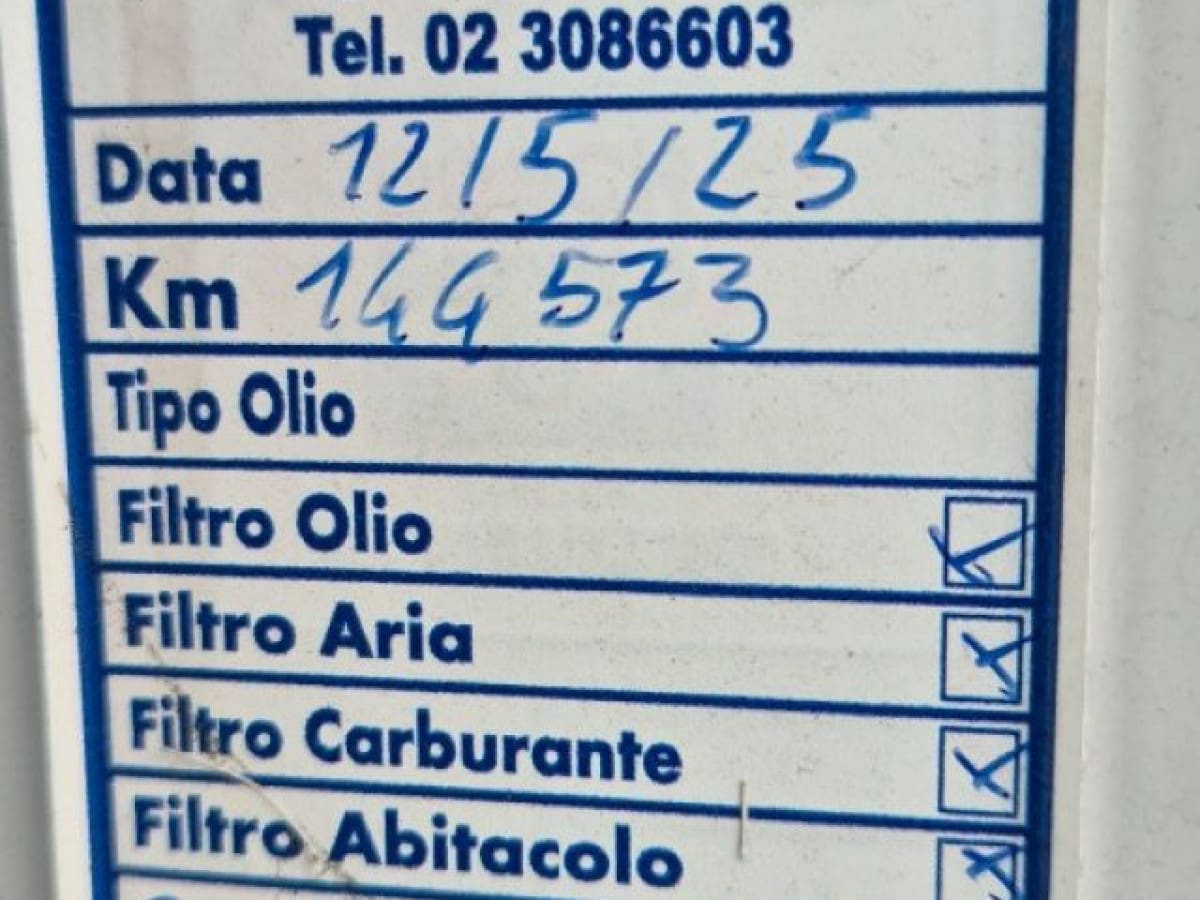 Tel. 02 3086603
Data 12/5/25
Km 144573
Tipo Olio
Filtro Olio
Filtro Aria
Filtro Carburante
Filtro Abitacolo